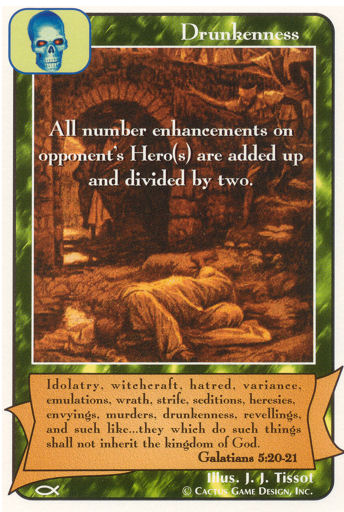 Drunkenness
All number enhancements on
opponent's Hero(s) are added up
and divided by two.
Idolatry, witchcraft, hatred, variance,
emulations, wrath, strife, seditions, heresies,
envyings, murders, drunkenness, revellings,
and such like...they which do such things
shall not inherit the kingdom of God.
Galatians 5:20-21
Illus. J. J. Tissot
© Cactus Game Design, Inc.